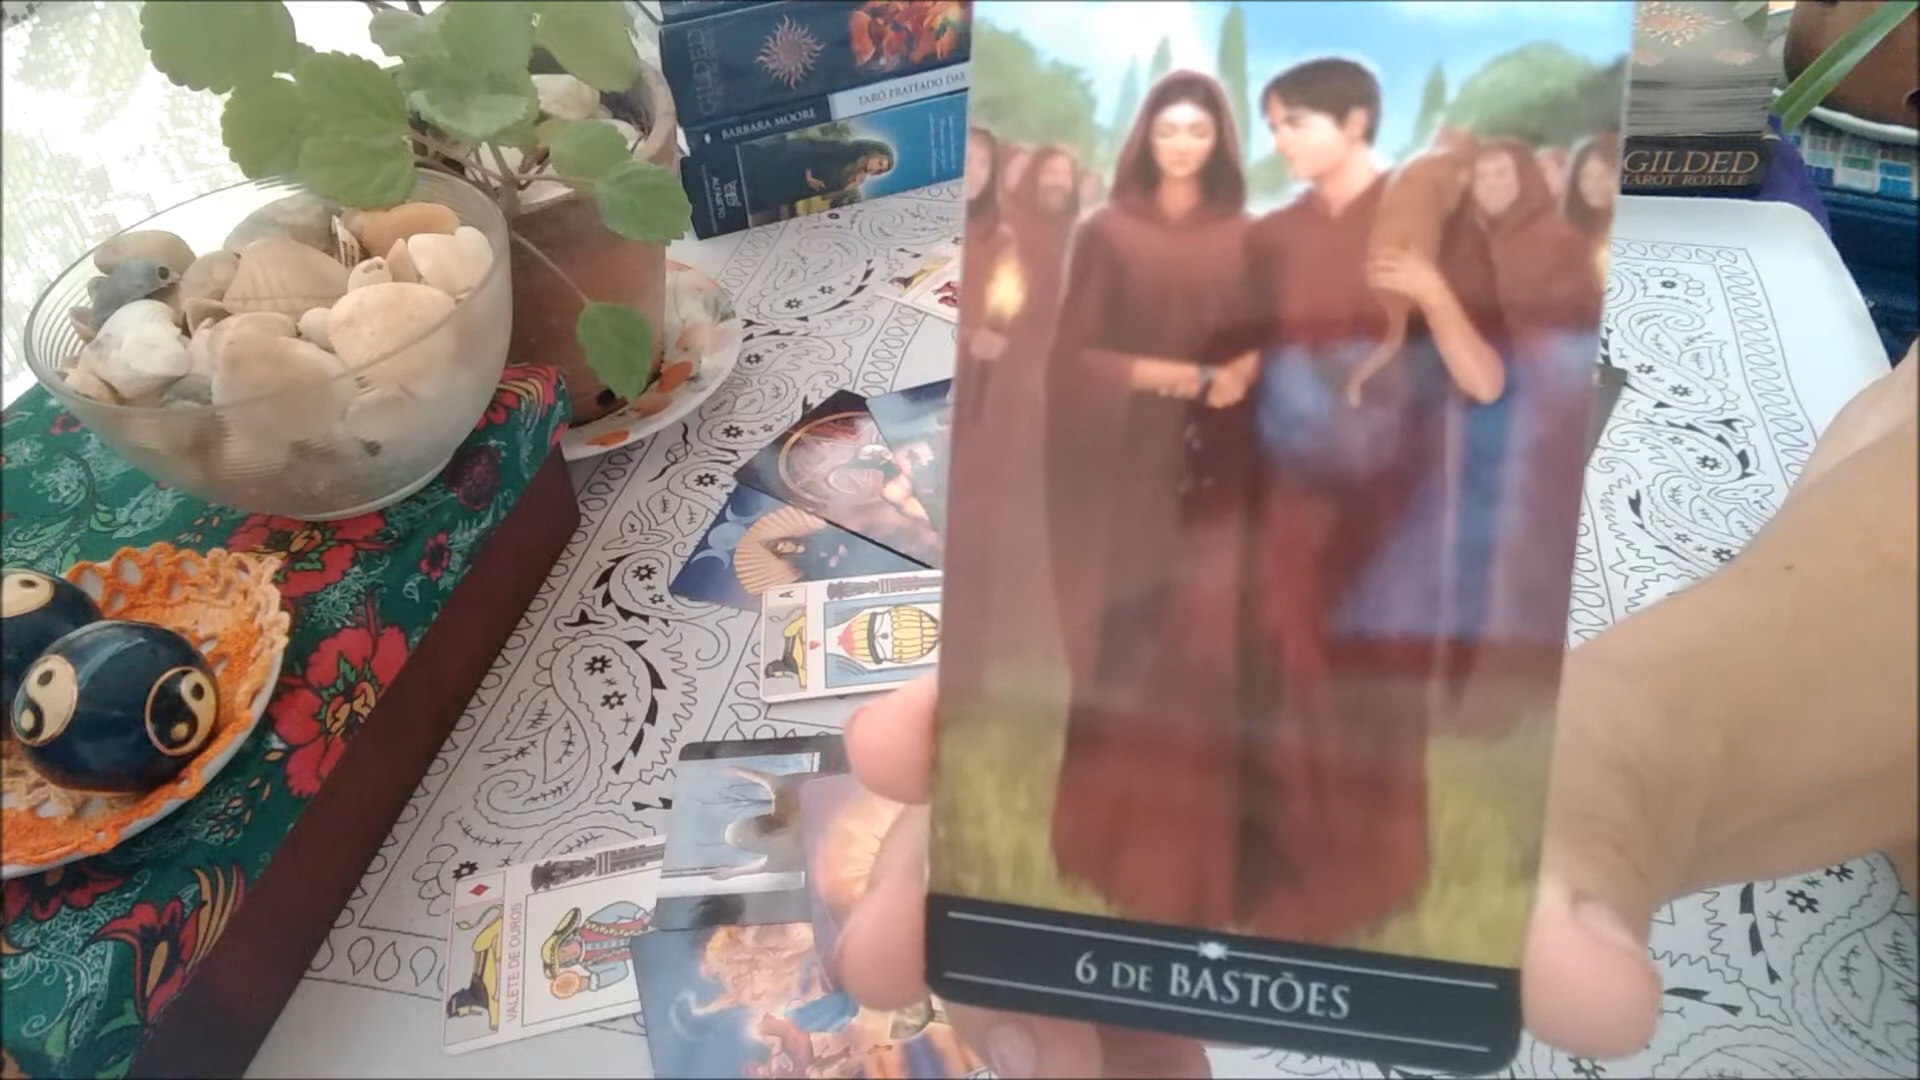 GILDED
TARÔ PRATEADO DAS
BARBARA MOORE
GILDED
TAROT ROYALE
A
VALETE DE OUROS
6 DE BASTÕES